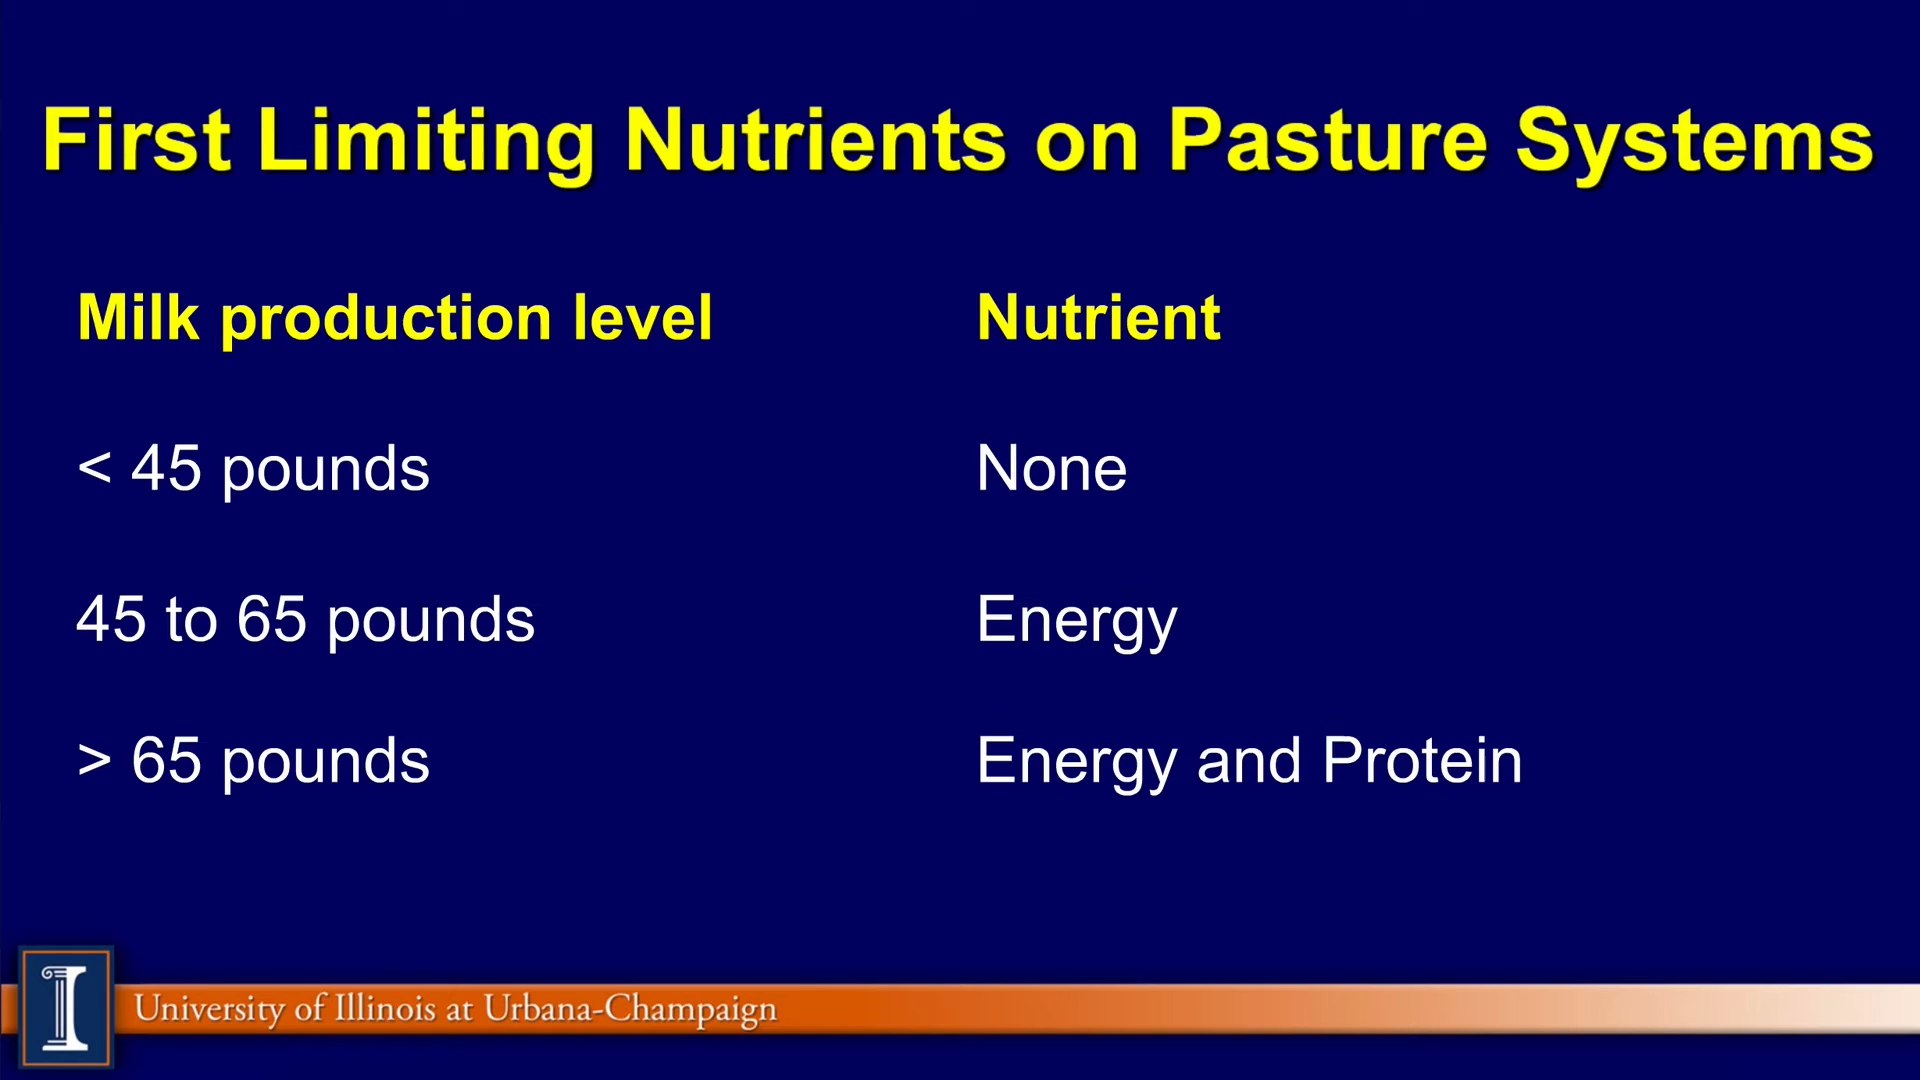 First Limiting Nutrients on Pasture Systems
Milk production level Nutrient
< 45 pounds None
45 to 65 pounds Energy
> 65 pounds Energy and Protein
I University of Illinois at Urbana-Champaign